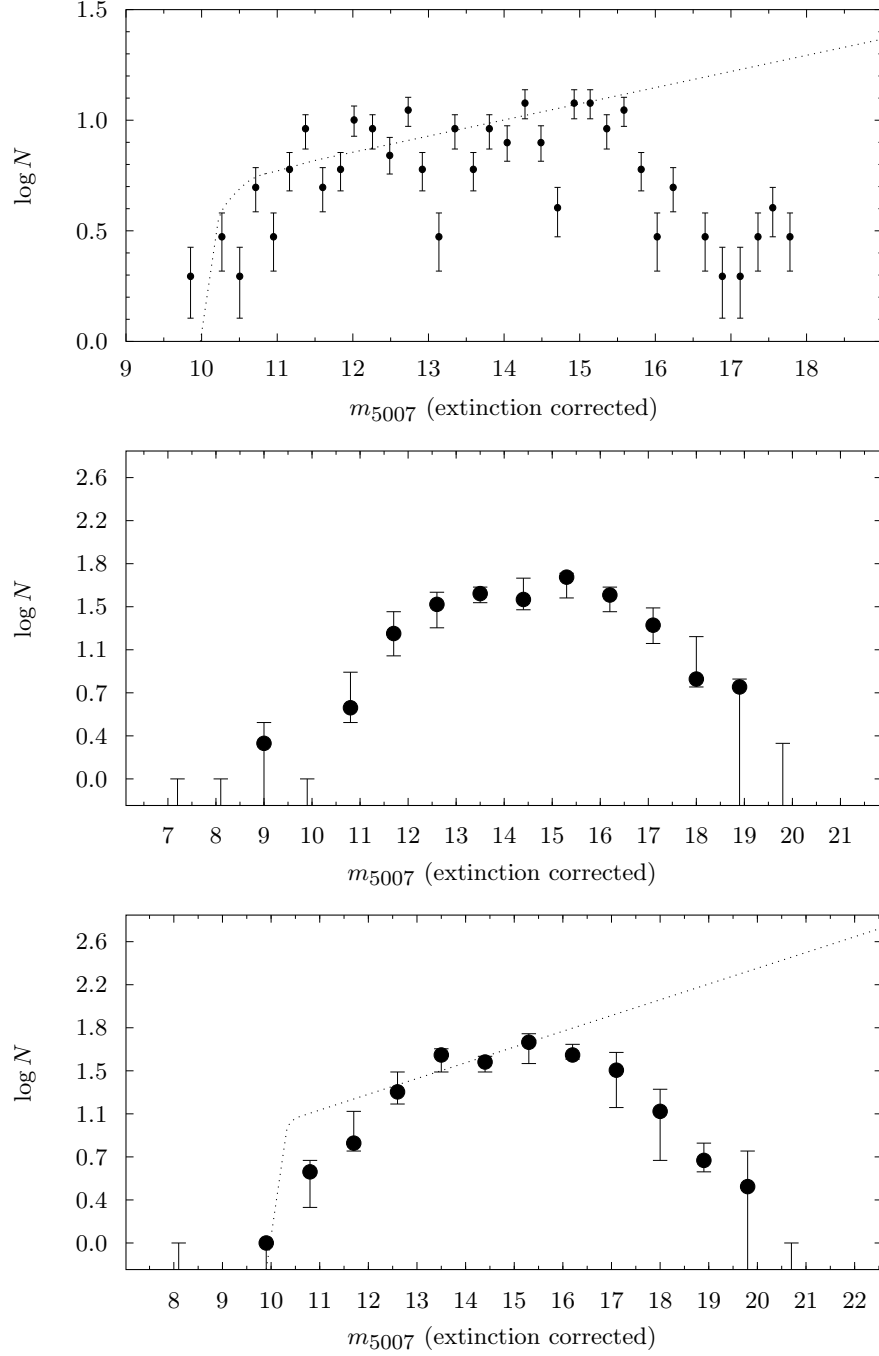 1.5
1.0
0.5
0.0
log N
9 10 11 12 13 14 15 16 17 18
m5007 (extinction corrected)
2.6
2.2
1.8
1.5
1.1
0.7
0.4
0.0
log N
7 8 9 10 11 12 13 14 15 16 17 18 19 20 21
m5007 (extinction corrected)
2.6
2.2
1.8
1.5
1.1
0.7
0.4
0.0
log N
8 9 10 11 12 13 14 15 16 17 18 19 20 21 22
m5007 (extinction corrected)